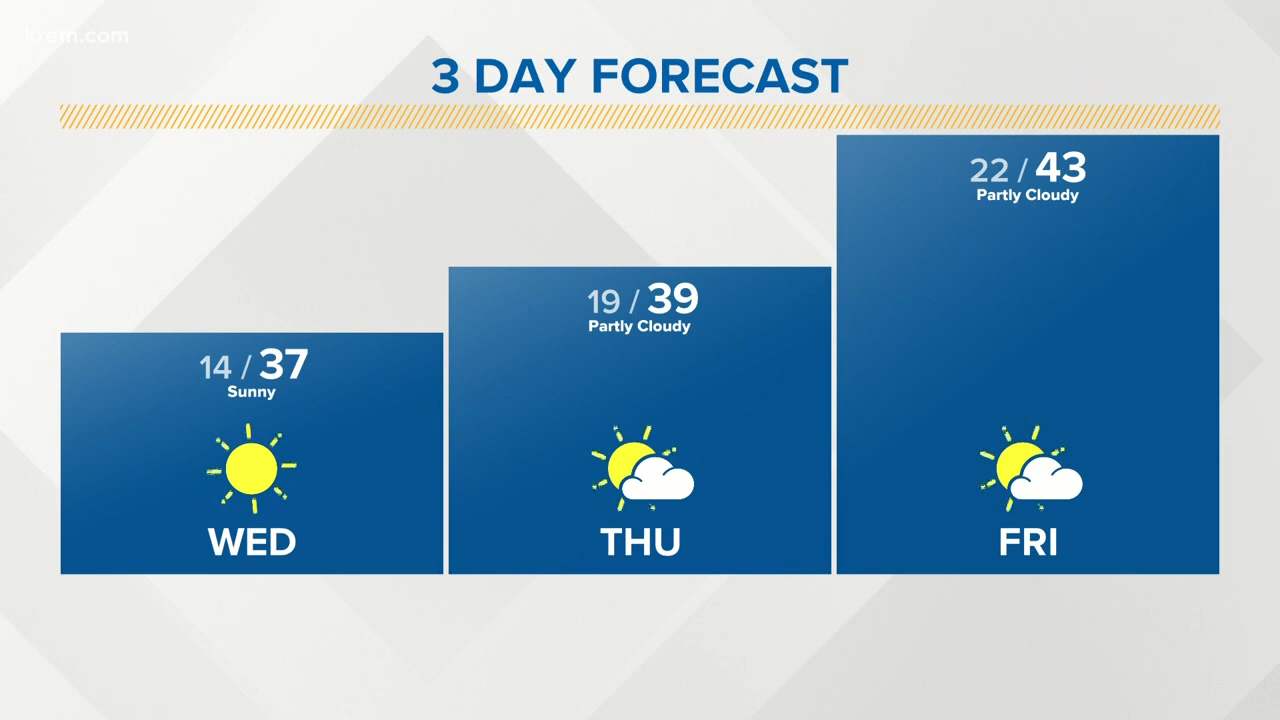 krem.com
3 DAY FORECAST
14 / 37
Sunny
WED
19 / 39
Partly Cloudy
THU
22 / 43
Partly Cloudy
FRI